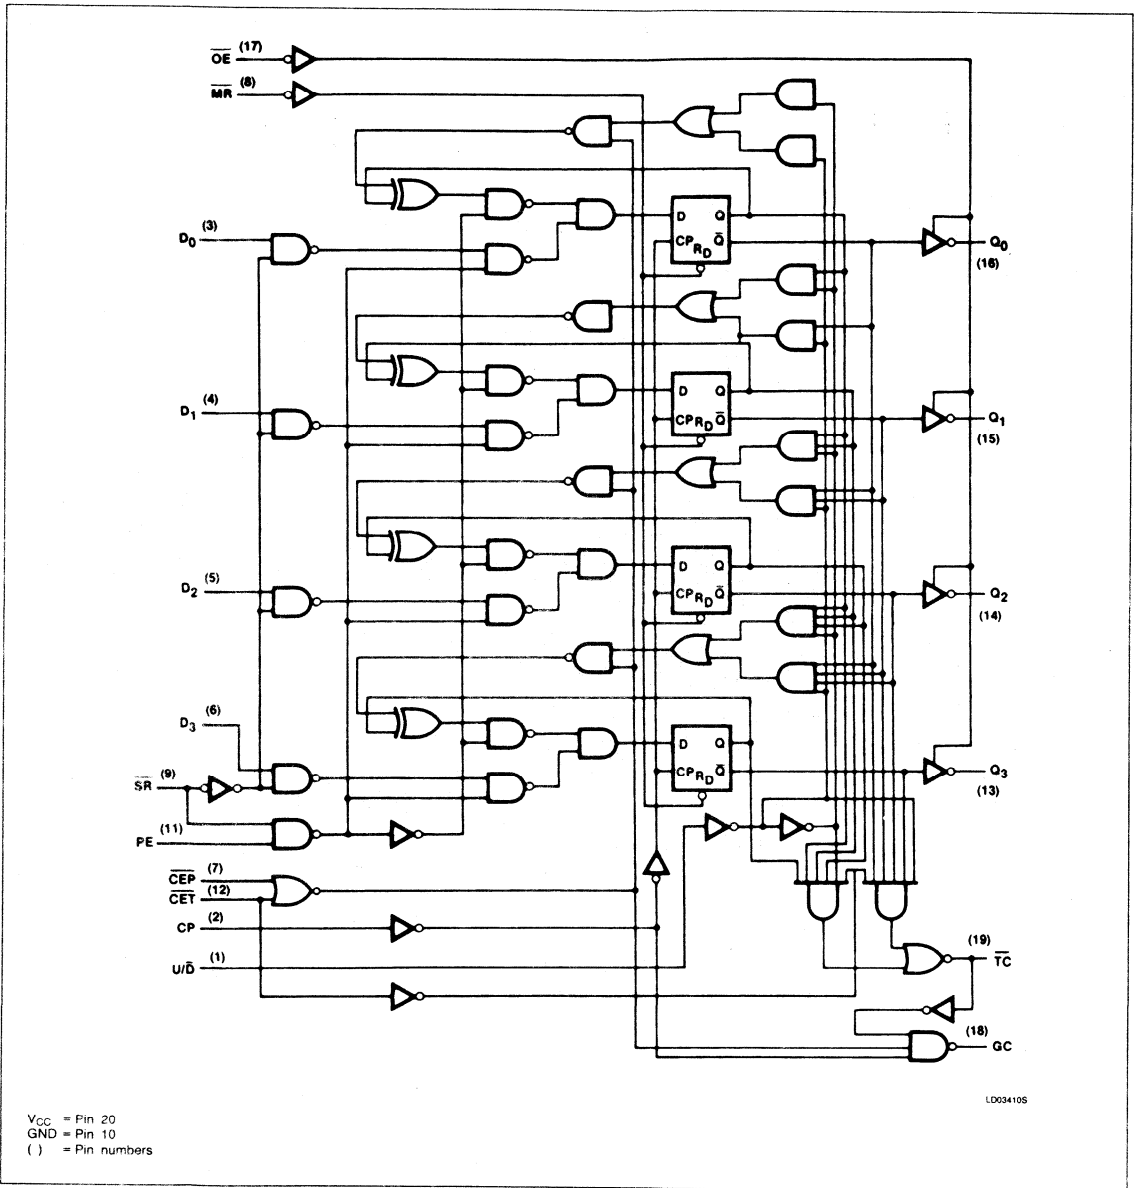 OE (17)
MR (8)
D0 (3)
D Q
CP RD Q
Q0
(16)
D1 (4)
D Q
CP RD Q
Q1
(15)
D2 (5)
D Q
CP RD Q
Q2
(14)
D3 (6)
D Q
CP RD Q
Q3
(13)
SR (9)
PE (11)
CEP (7)
CET (12)
CP (2)
U/D (1)
(19)
TC
(18)
GC
LD03410S
VCC = Pin 20
GND = Pin 10
( ) = Pin numbers